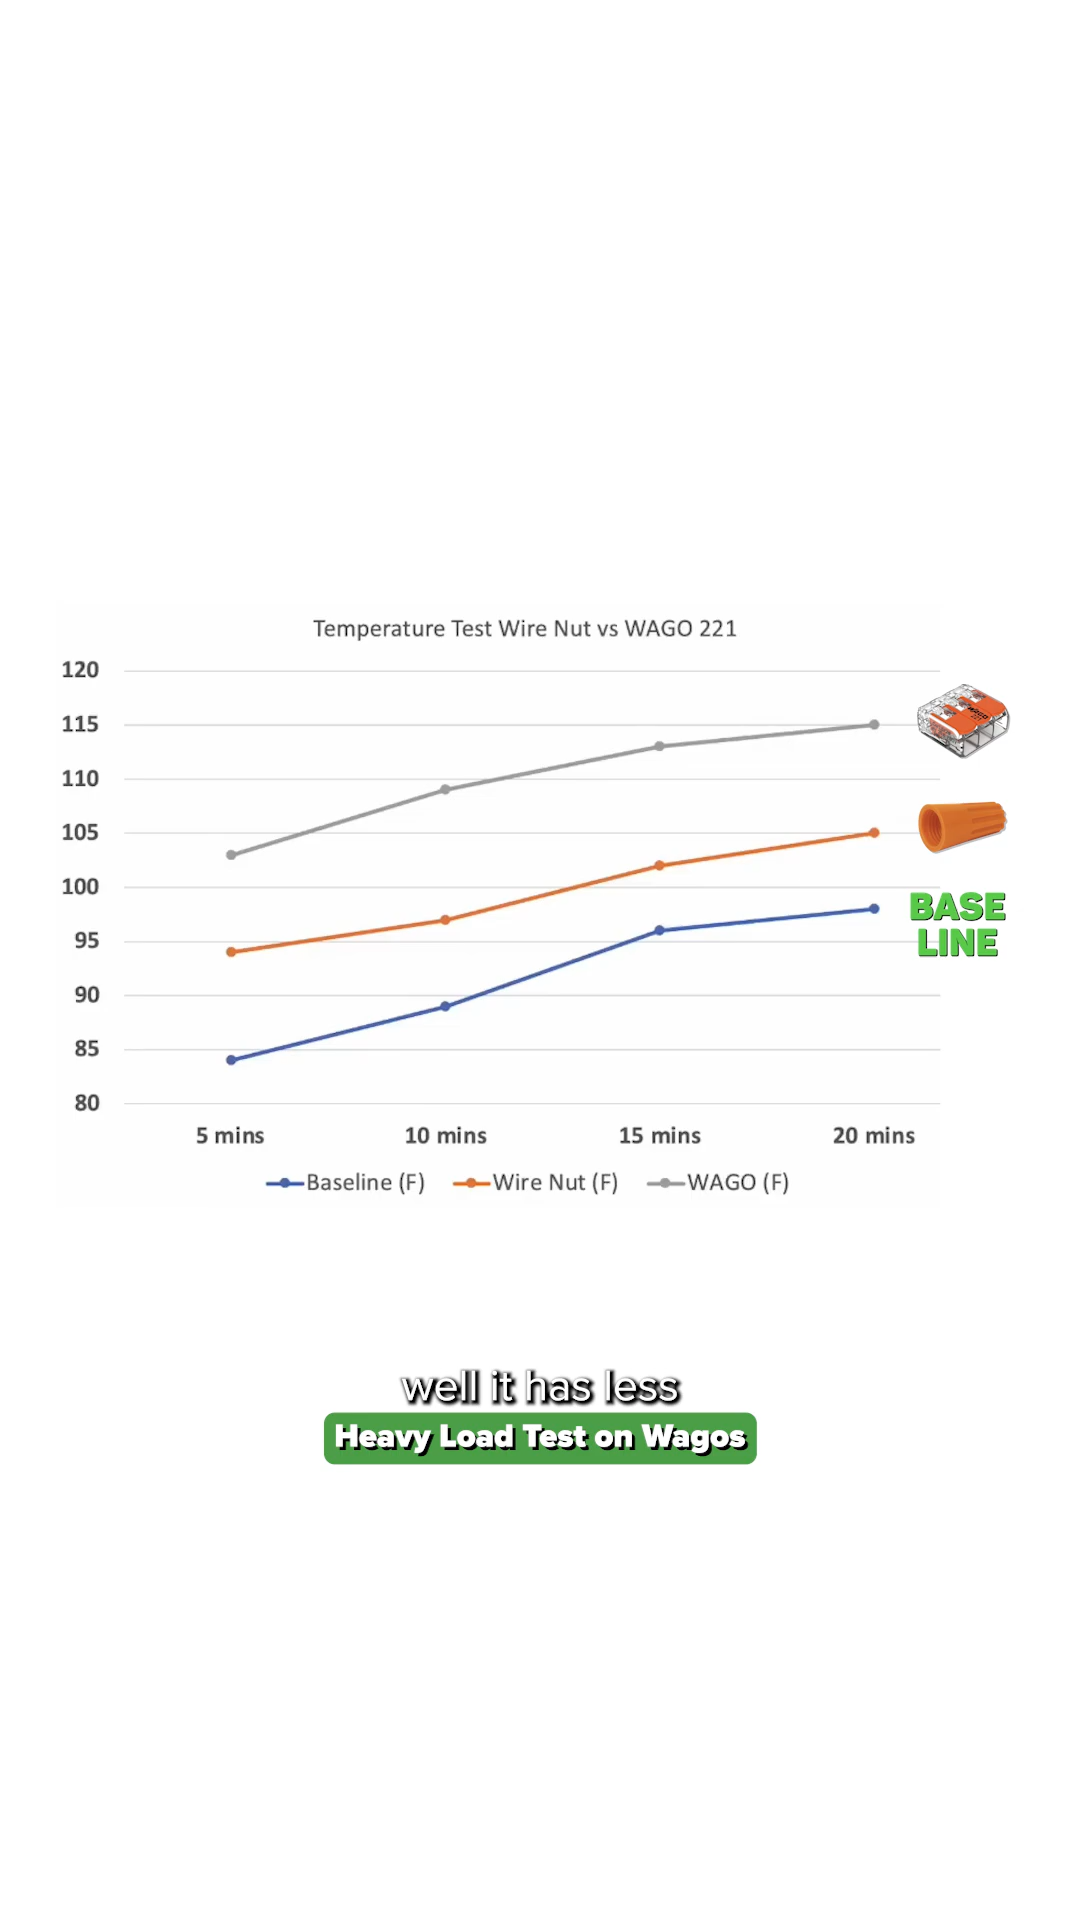 Temperature Test Wire Nut vs WAGO 221
120
115
110
105
100
95
90
85
80
BASE
LINE
5 mins 10 mins 15 mins 20 mins
Baseline (F) Wire Nut (F) WAGO (F)
well it has less
Heavy Load Test on Wagos